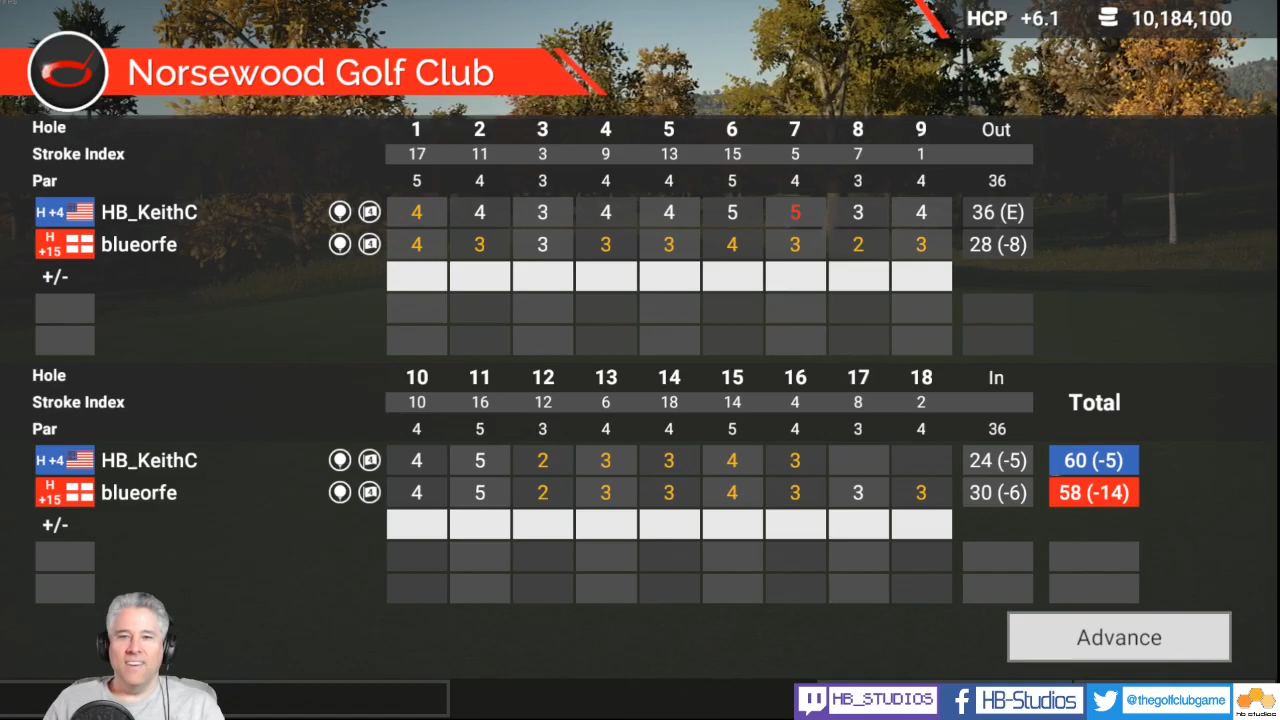 HCP +6.1 10,184,100
Norsewood Golf Club
Hole 1 2 3 4 5 6 7 8 9 Out
Stroke Index 17 11 3 9 13 15 5 7 1
Par 5 4 3 4 4 5 4 3 4 36
H +4 HB_KeithC 4 4 3 4 4 5 5 3 4 36 (E)
H +15 blueorfe 4 3 3 3 3 4 3 2 3 28 (-8)
+/-
Hole 10 11 12 13 14 15 16 17 18 In
Stroke Index 10 16 12 6 18 14 4 8 2 Total
Par 4 5 3 4 4 5 4 3 4 36
H +4 HB_KeithC 4 5 2 3 3 4 3 24 (-5) 60 (-5)
H +15 blueorfe 4 5 2 3 3 4 3 3 3 30 (-6) 58 (-14)
+/-
Advance
HB_STUDIOS HB-Studios @thegolfclubgame hb studios